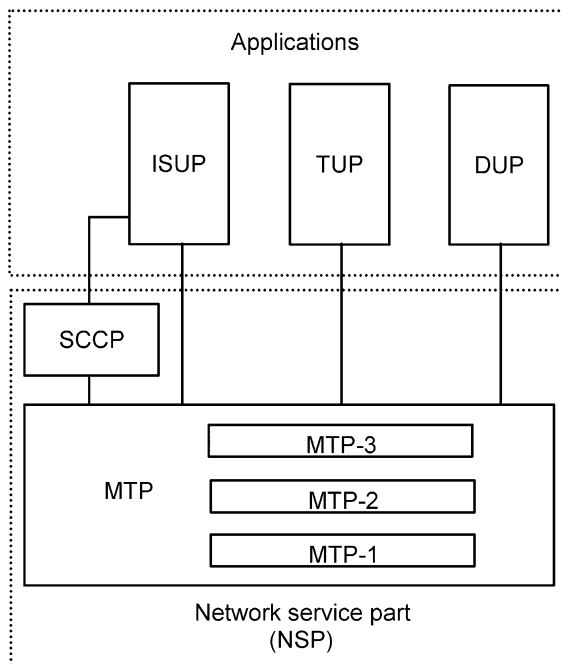 Applications
ISUP
TUP
DUP
SCCP
MTP-3
MTP
MTP-2
MTP-1
Network service part
(NSP)